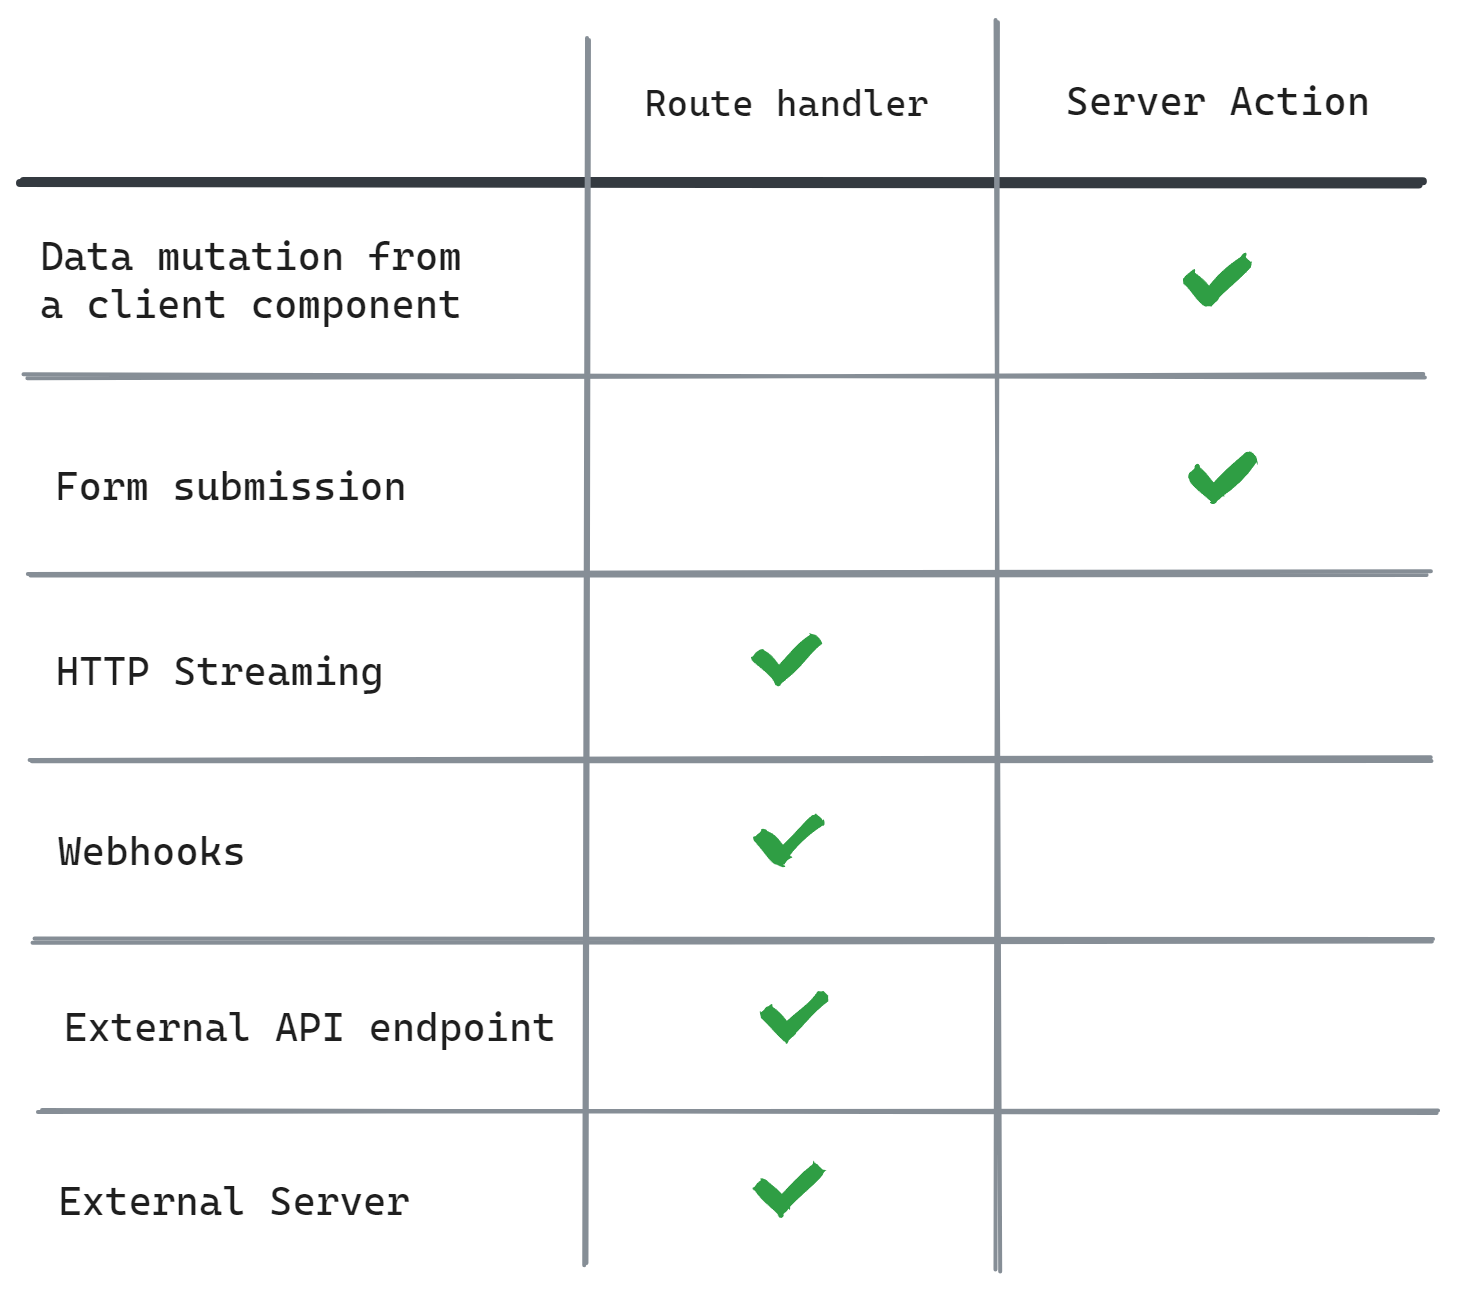 Route handler
Server Action
Data mutation from
a client component
Form submission
HTTP Streaming
Webhooks
External API endpoint
External Server